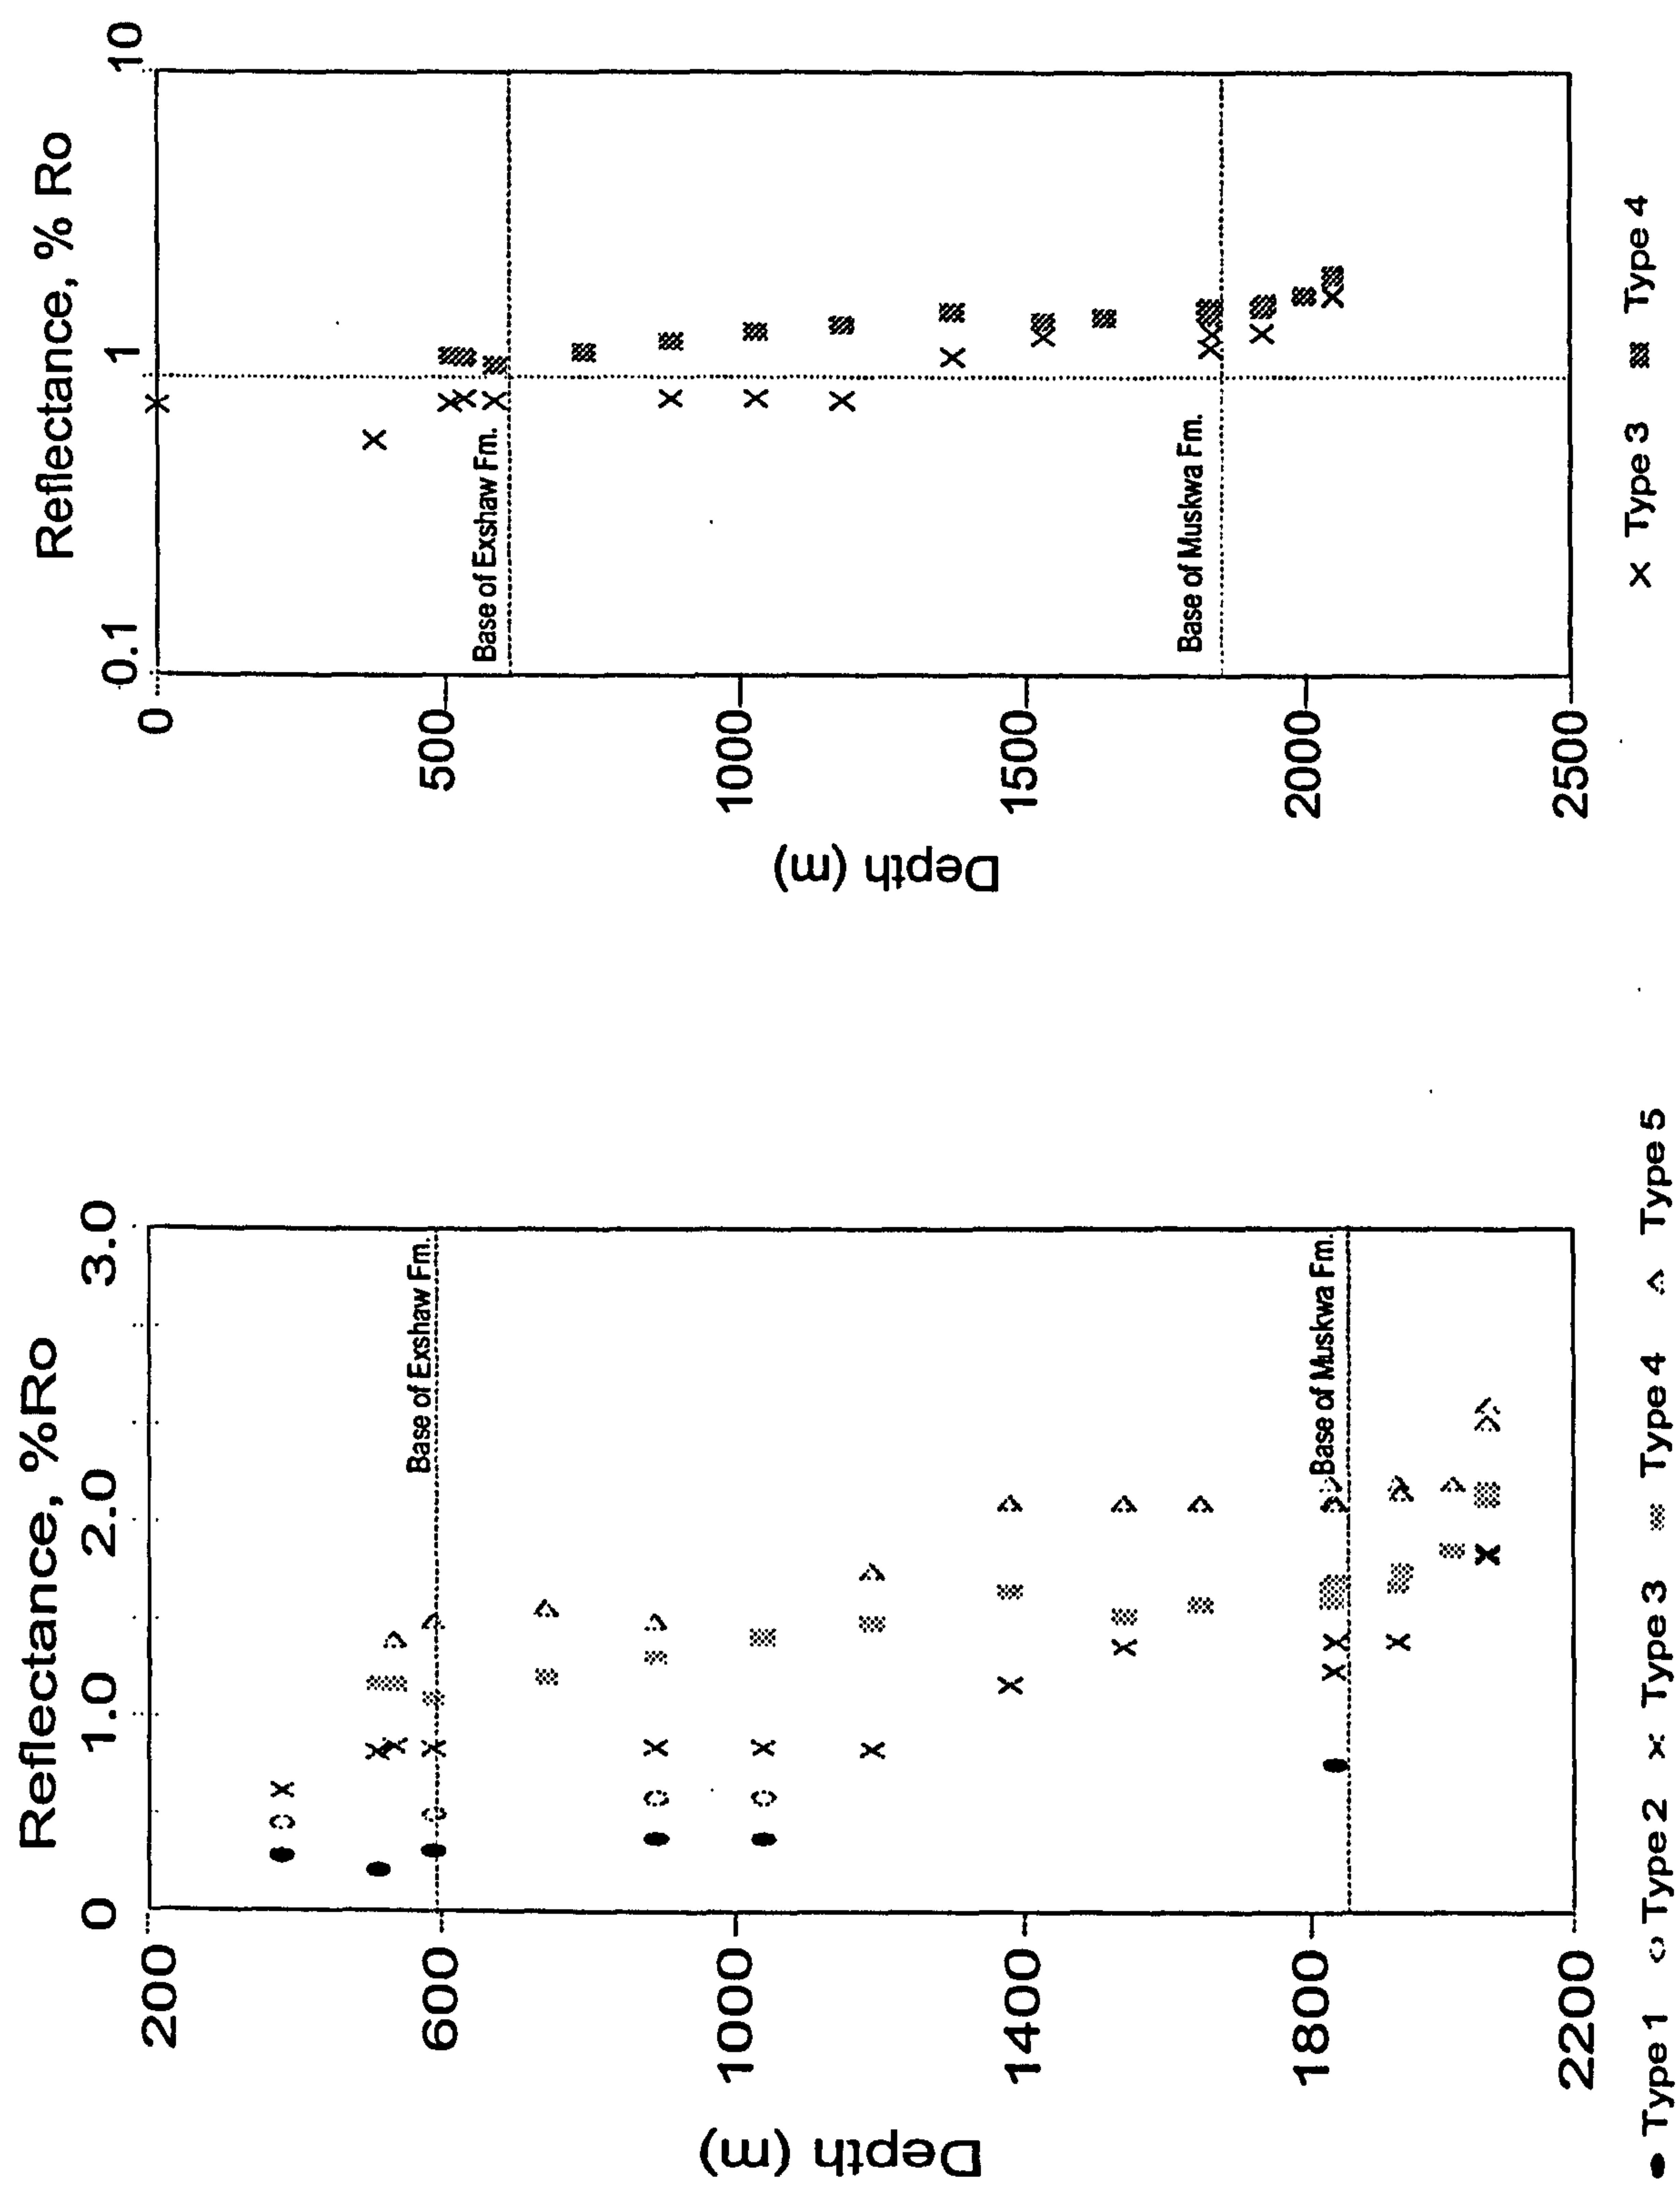 Reflectance, %Ro
0 1.0 2.0 3.0
200
600
1000
1400
1800
2200
Depth (m)
Base of Exshaw Fm.
Base of Muskwa Fm.
Type 1 Type 2 Type 3 Type 4 Type 5
Reflectance, % Ro
0.1 1 10
0
500
1000
1500
2000
2500
Depth (m)
Base of Exshaw Fm.
Base of Muskwa Fm.
Type 3 Type 4